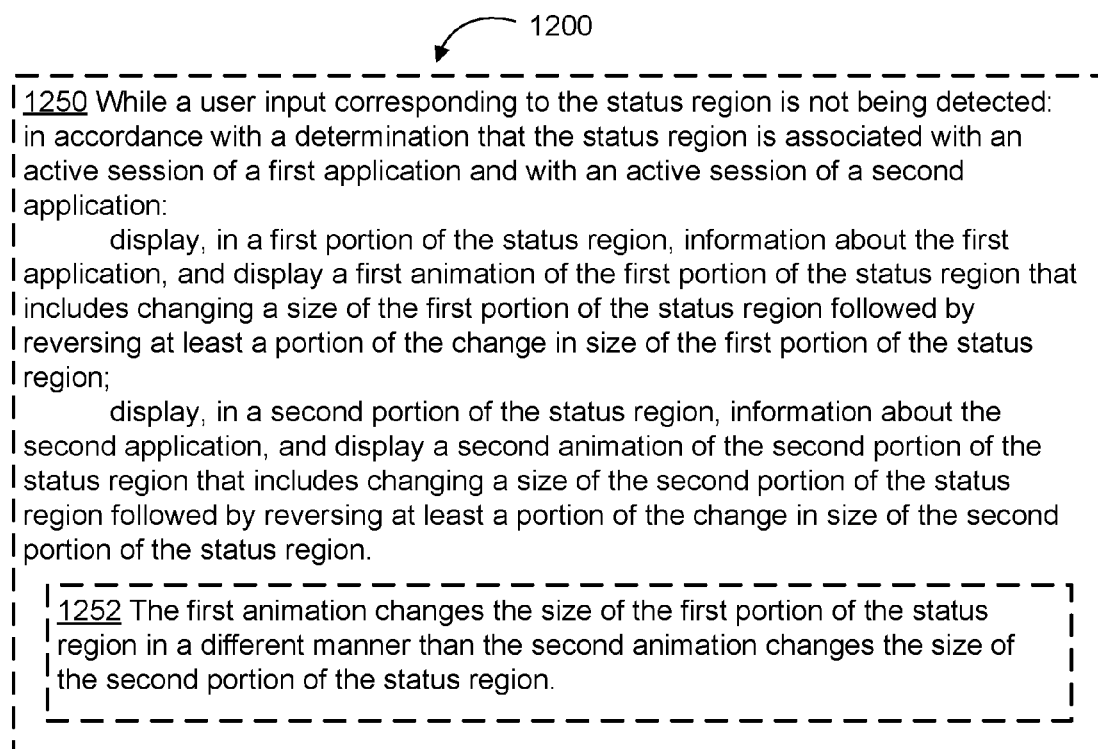 1200
1250 While a user input corresponding to the status region is not being detected:
in accordance with a determination that the status region is associated with an
active session of a first application and with an active session of a second
application:
display, in a first portion of the status region, information about the first
application, and display a first animation of the first portion of the status region that
includes changing a size of the first portion of the status region followed by
reversing at least a portion of the change in size of the first portion of the status
region;
display, in a second portion of the status region, information about the
second application, and display a second animation of the second portion of the
status region that includes changing a size of the second portion of the status
region followed by reversing at least a portion of the change in size of the second
portion of the status region.
1252 The first animation changes the size of the first portion of the status
region in a different manner than the second animation changes the size of
the second portion of the status region.